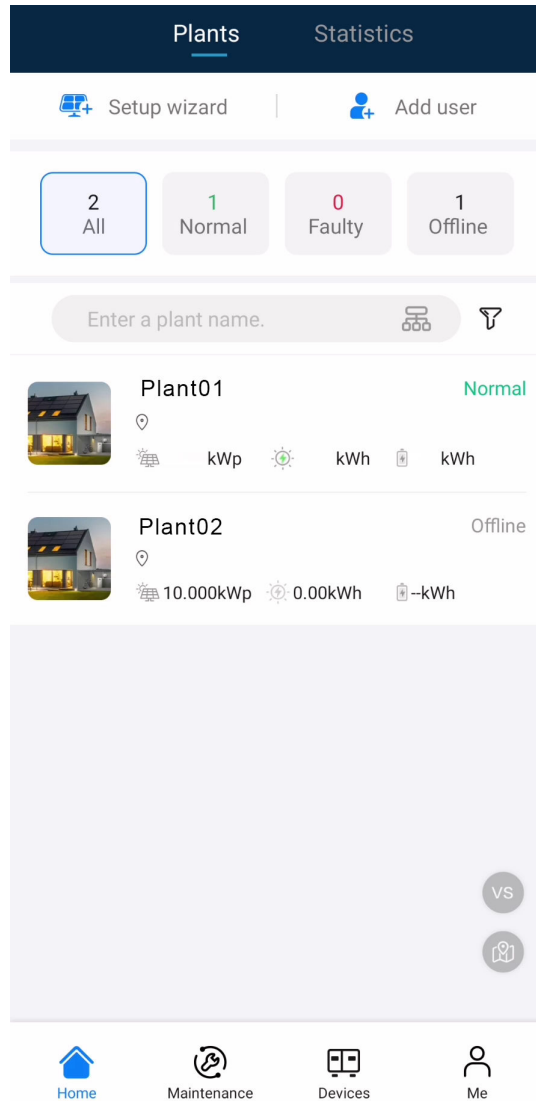 Plants Statistics
Setup wizard Add user
2 1 0 1
All Normal Faulty Offline
Enter a plant name.
Plant01 Normal
kWp kWh kWh
Plant02 Offline
10.000kWp 0.00kWh --kWh
VS
Home Maintenance Devices Me